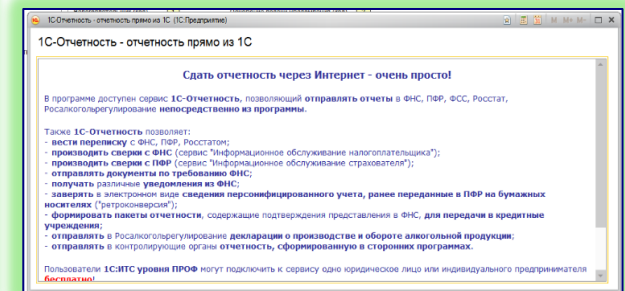 1С-Отчетность - отчетность прямо из 1С (1С:Предприятие)
M M+ M-
1С-Отчетность - отчетность прямо из 1С
Сдать отчетность через Интернет - очень просто!
В программе доступен сервис 1С-Отчетность, позволяющий отправлять отчеты в ФНС, ПФР, ФСС, Росстат,
Росалкогольрегулирование непосредственно из программы.
Также 1С-Отчетность позволяет:
- вести переписку с ФНС, ПФР, Росстатом;
- производить сверки с ФНС (сервис "Информационное обслуживание налогоплательщика");
- производить сверки с ПФР (сервис "Информационное обслуживание страхователя");
- отправлять документы по требованию ФНС;
- получать различные уведомления из ФНС;
- заверять в электронном виде сведения персонифицированного учета, ранее переданные в ПФР на бумажных
носителях ("ретроконверсия");
- формировать пакеты отчетности, содержащие подтверждения представления в ФНС, для передачи в кредитные
учреждения;
- отправлять в Росалкогольрегулирование декларации о производстве и обороте алкогольной продукции;
- отправлять в контролирующие органы отчетность, сформированную в сторонних программах.
Пользователи 1С:ИТС уровня ПРОФ могут подключить к сервису одно юридическое лицо или индивидуального предпринимателя
бесплатно!